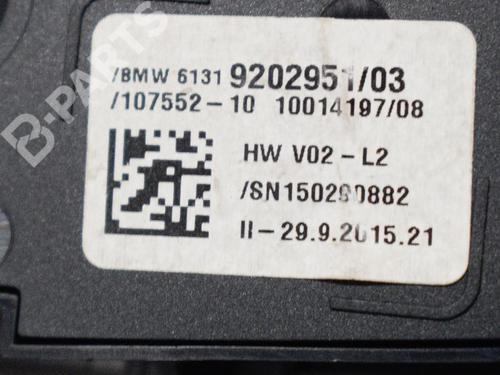 /BMW 6131 9202951/03
/107552-10 10014197/08
HW V02-L2
/SN150290882
II-29.9.2015.21
B-PARTS